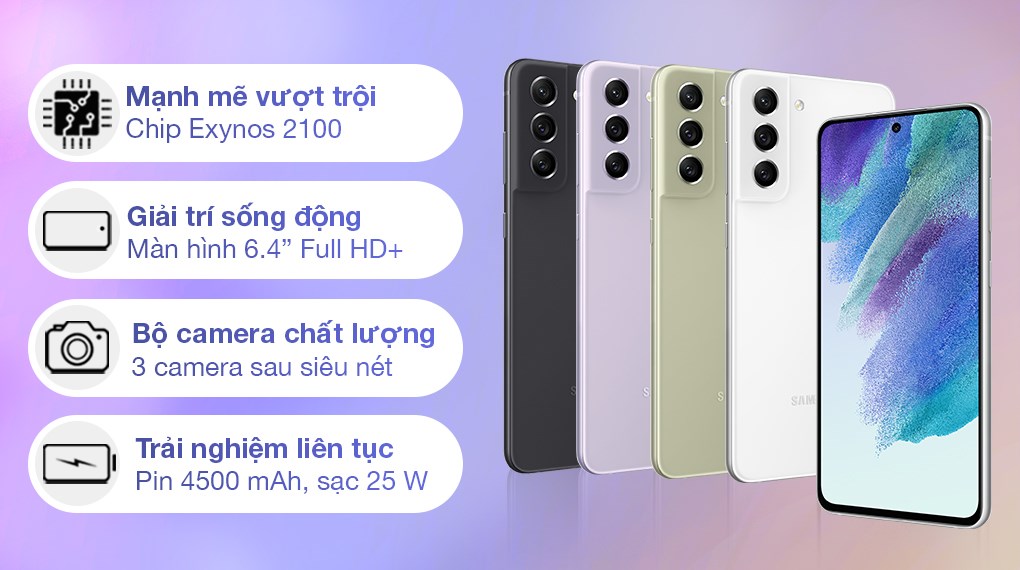 Mạnh mẽ vượt trội
Chip Exynos 2100
Giải trí sống động
Màn hình 6.4” Full HD+
Bộ camera chất lượng
3 camera sau siêu nét
Trải nghiệm liên tục
Pin 4500 mAh, sạc 25 W
S
S
SAM